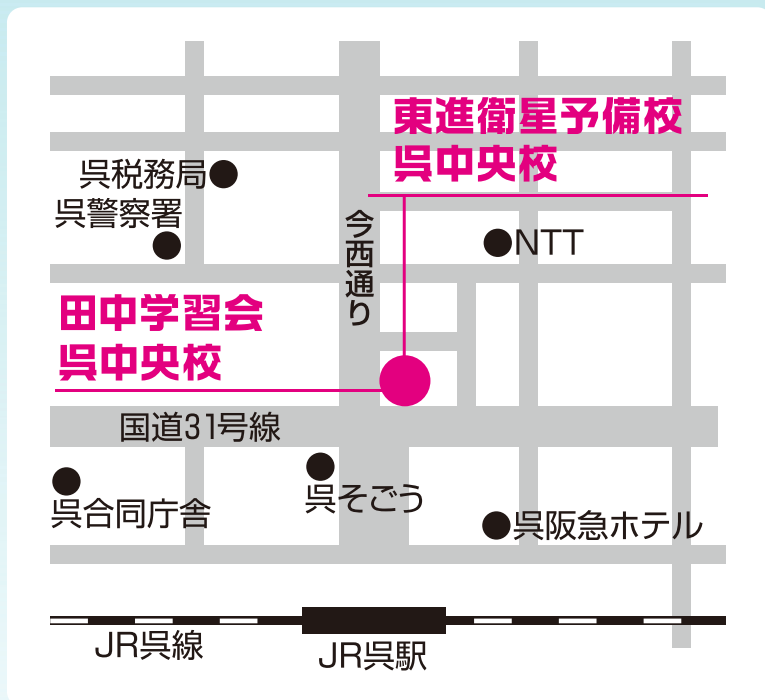 東進衛星予備校
呉中央校
呉税務局
呉警察署
今西通り
NTT
田中学習会
呉中央校
国道31号線
呉合同庁舎
呉そごう
呉阪急ホテル
JR呉線
JR呉駅